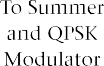 To Summer
and QPSK
Modulator